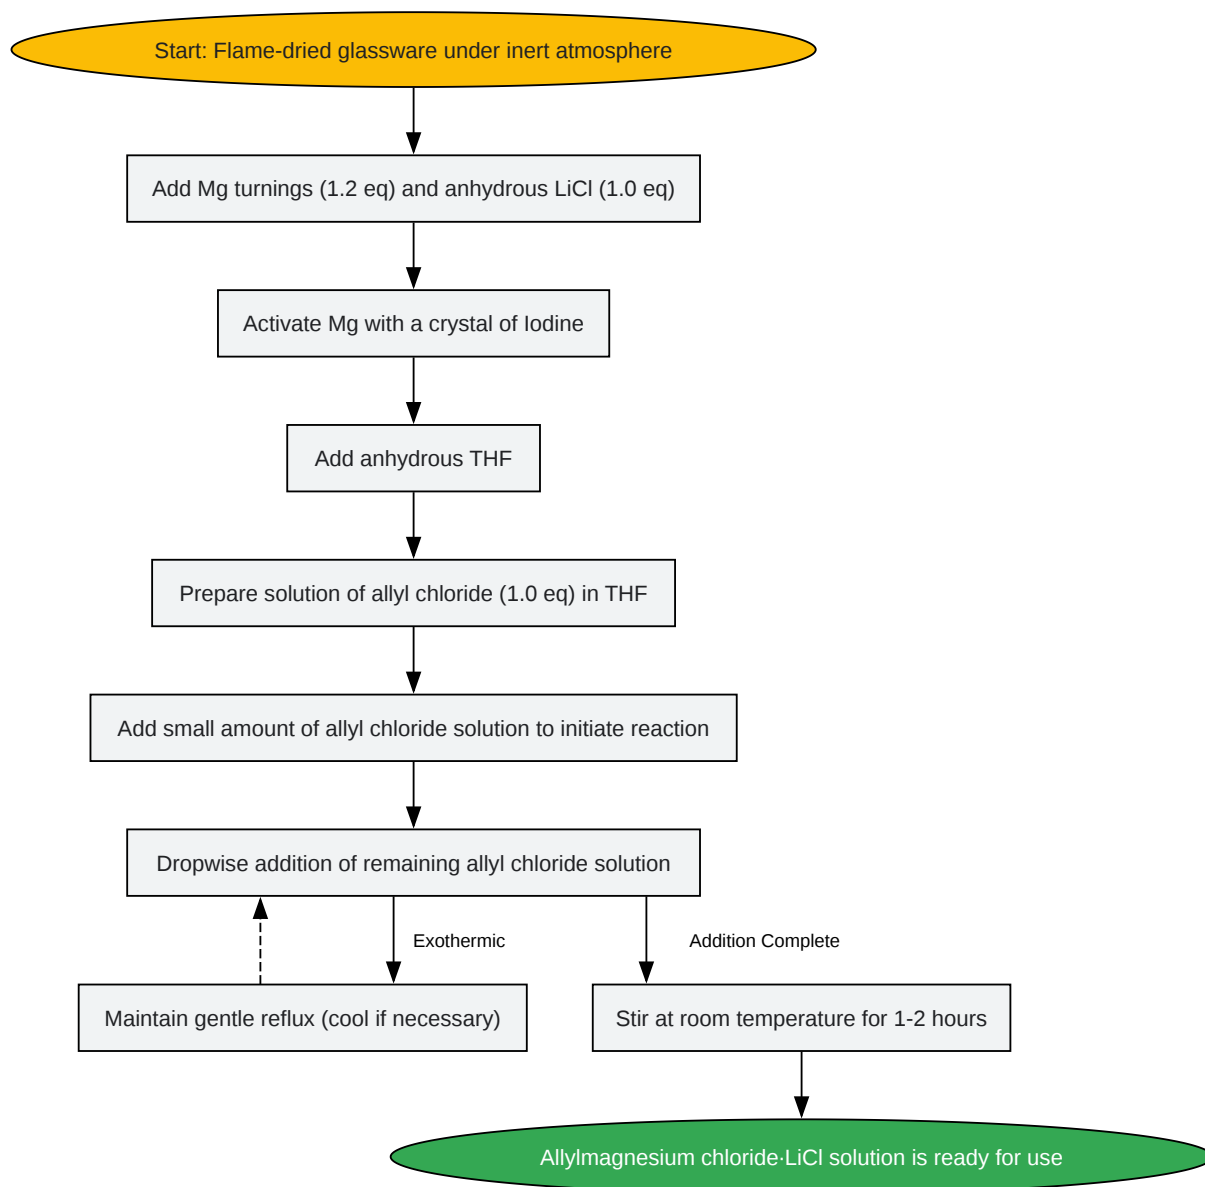 Start: Flame-dried glassware under inert atmosphere
Add Mg turnings (1.2 eq) and anhydrous LiCl (1.0 eq)
Activate Mg with a crystal of Iodine
Add anhydrous THF
Prepare solution of allyl chloride (1.0 eq) in THF
Add small amount of allyl chloride solution to initiate reaction
Dropwise addition of remaining allyl chloride solution
Exothermic
Addition Complete
Maintain gentle reflux (cool if necessary)
Stir at room temperature for 1-2 hours
Allylmagnesium chloride·LiCl solution is ready for use